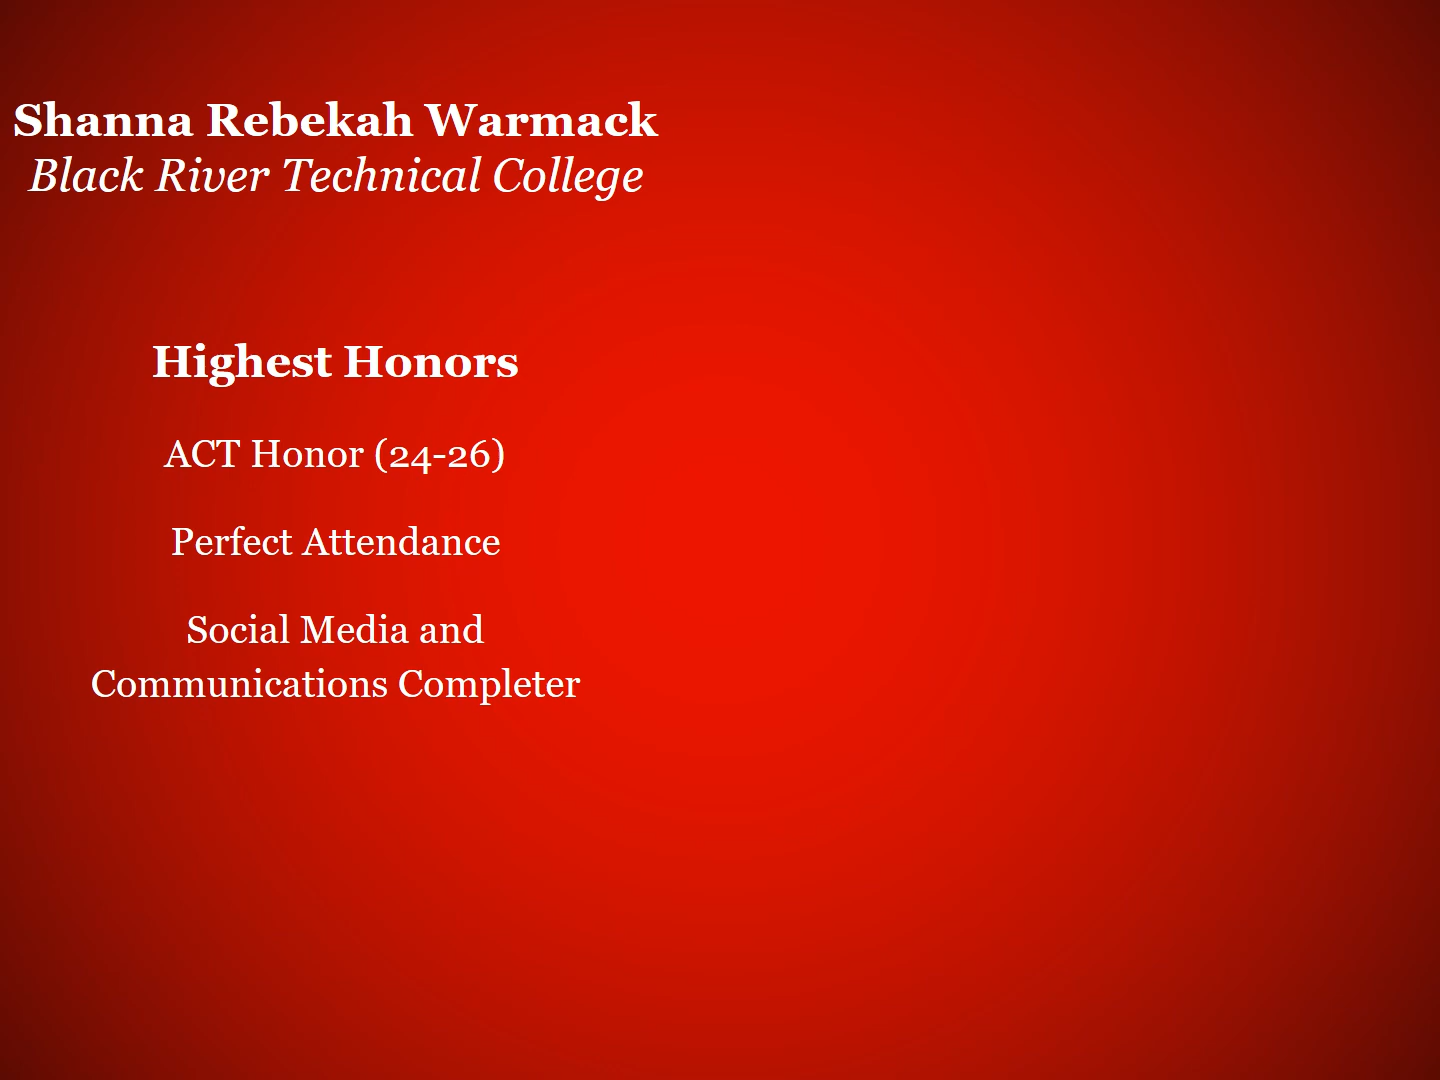 Shanna Rebekah Warmack
Black River Technical College
Highest Honors
ACT Honor (24-26)
Perfect Attendance
Social Media and
Communications Completer